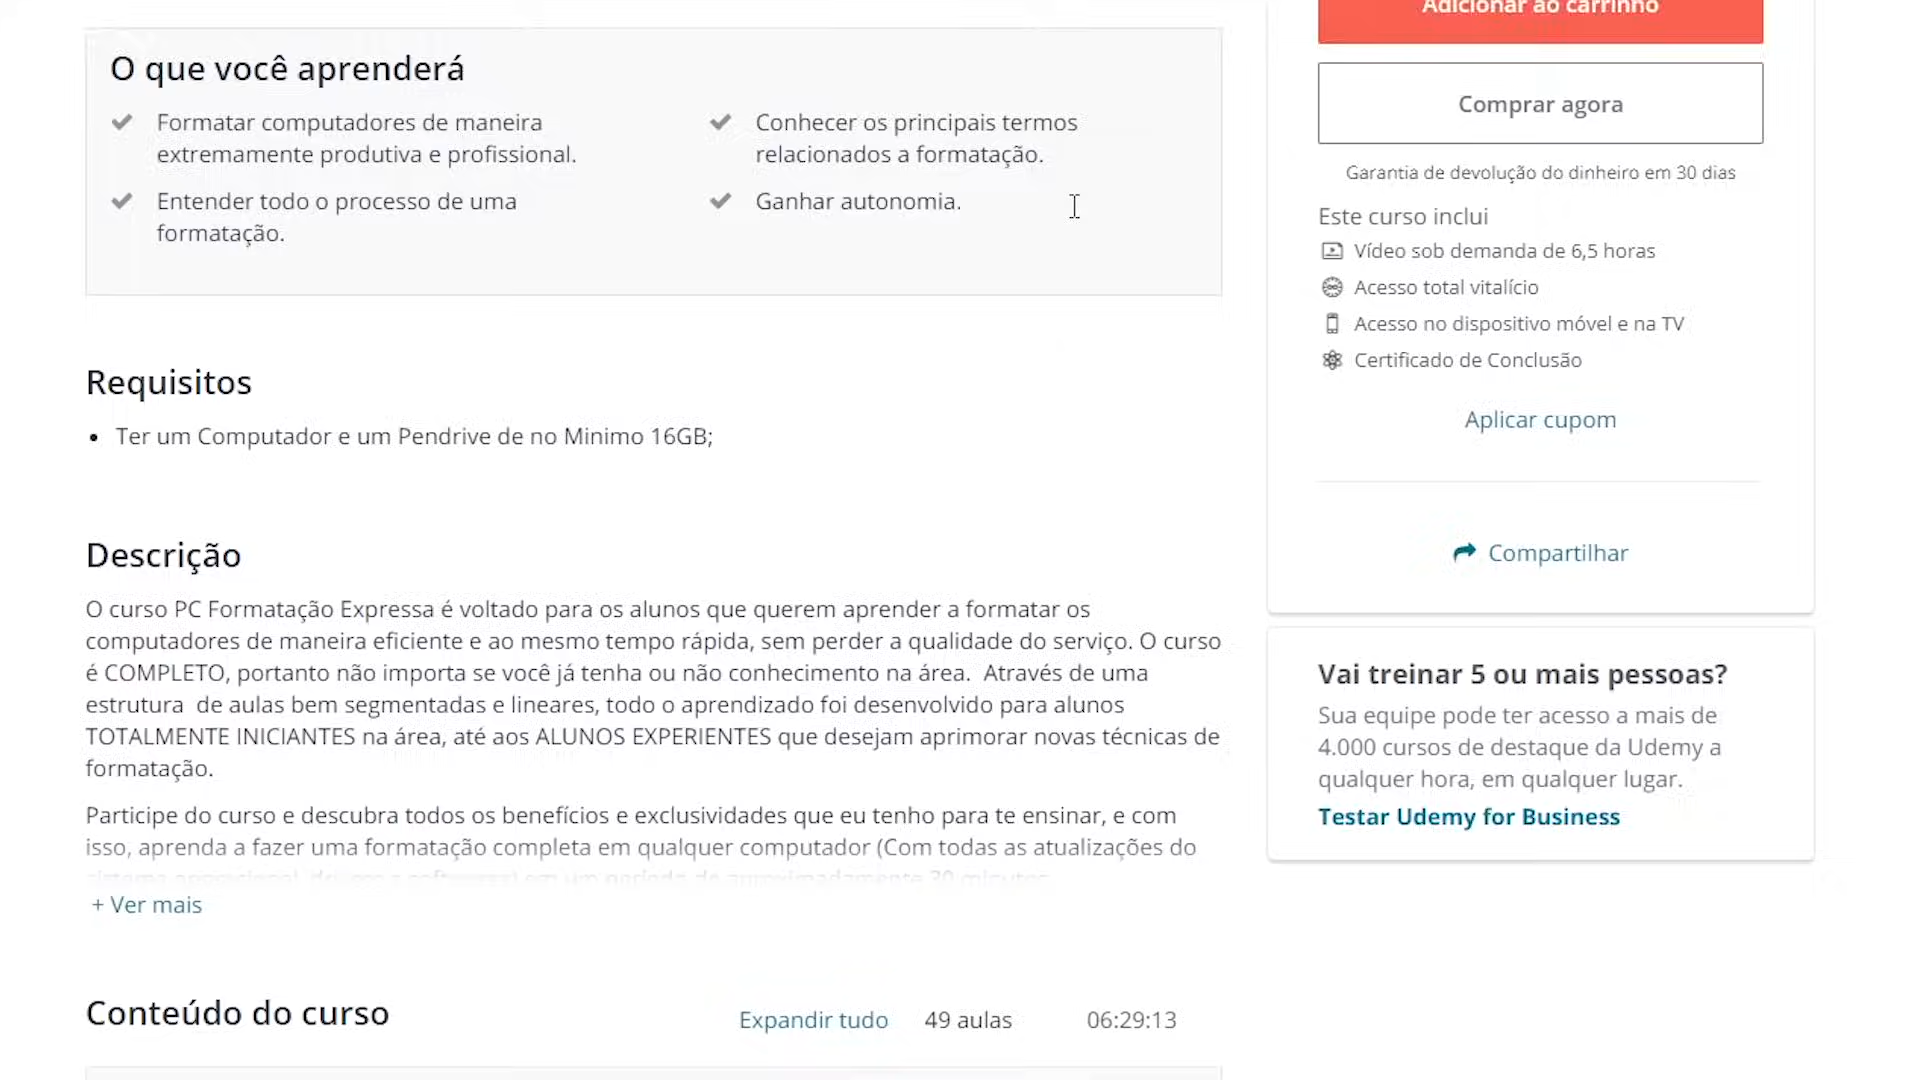 O que você aprenderá
Formatar computadores de maneira
extremamente produtiva e profissional.
Entender todo o processo de uma
formatação.
Conhecer os principais termos
relacionados a formatação.
Ganhar autonomia.
Requisitos
Ter um Computador e um Pendrive de no Minimo 16GB;
Descrição
O curso PC Formatação Expressa é voltado para os alunos que querem aprender a formatar os
computadores de maneira eficiente e ao mesmo tempo rápida, sem perder a qualidade do serviço. O curso
é COMPLETO, portanto não importa se você já tenha ou não conhecimento na área.  Através de uma
estrutura  de aulas bem segmentadas e lineares, todo o aprendizado foi desenvolvido para alunos
TOTALMENTE INICIANTES na área, até aos ALUNOS EXPERIENTES que desejam aprimorar novas técnicas de
formatação.
Participe do curso e descubra todos os benefícios e exclusividades que eu tenho para te ensinar, e com
isso, aprenda a fazer uma formatação completa em qualquer computador (Com todas as atualizações do
sistema operacional, drivers e softwares) em um período de aproximadamente 30 minutos
+ Ver mais
Conteúdo do curso
Expandir tudo
49 aulas
06:29:13
Adicionar ao carrinho
Comprar agora
Garantia de devolução do dinheiro em 30 dias
Este curso inclui
Vídeo sob demanda de 6,5 horas
Acesso total vitalício
Acesso no dispositivo móvel e na TV
Certificado de Conclusão
Aplicar cupom
Compartilhar
Vai treinar 5 ou mais pessoas?
Sua equipe pode ter acesso a mais de
4.000 cursos de destaque da Udemy a
qualquer hora, em qualquer lugar.
Testar Udemy for Business